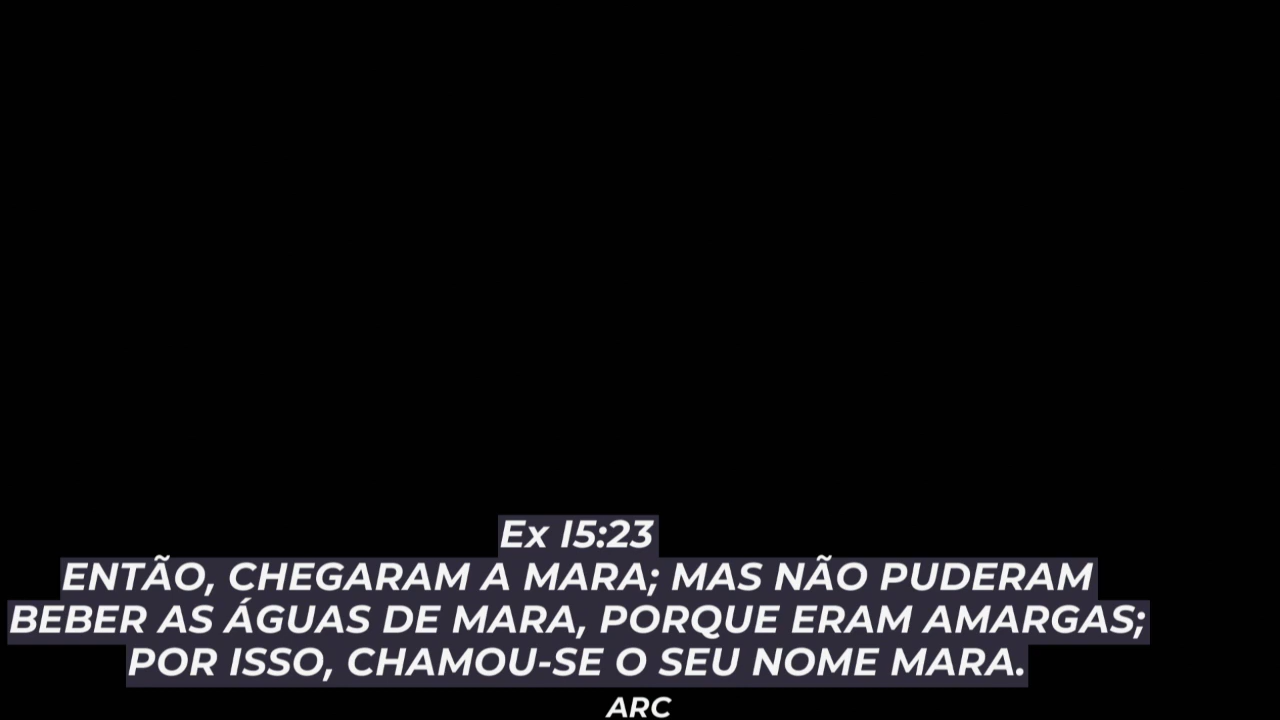 Ex 15:23
ENTÃO, CHEGARAM A MARA; MAS NÃO PUDERAM
BEBER AS ÁGUAS DE MARA, PORQUE ERAM AMARGAS;
POR ISSO, CHAMOU-SE O SEU NOME MARA.
ARC